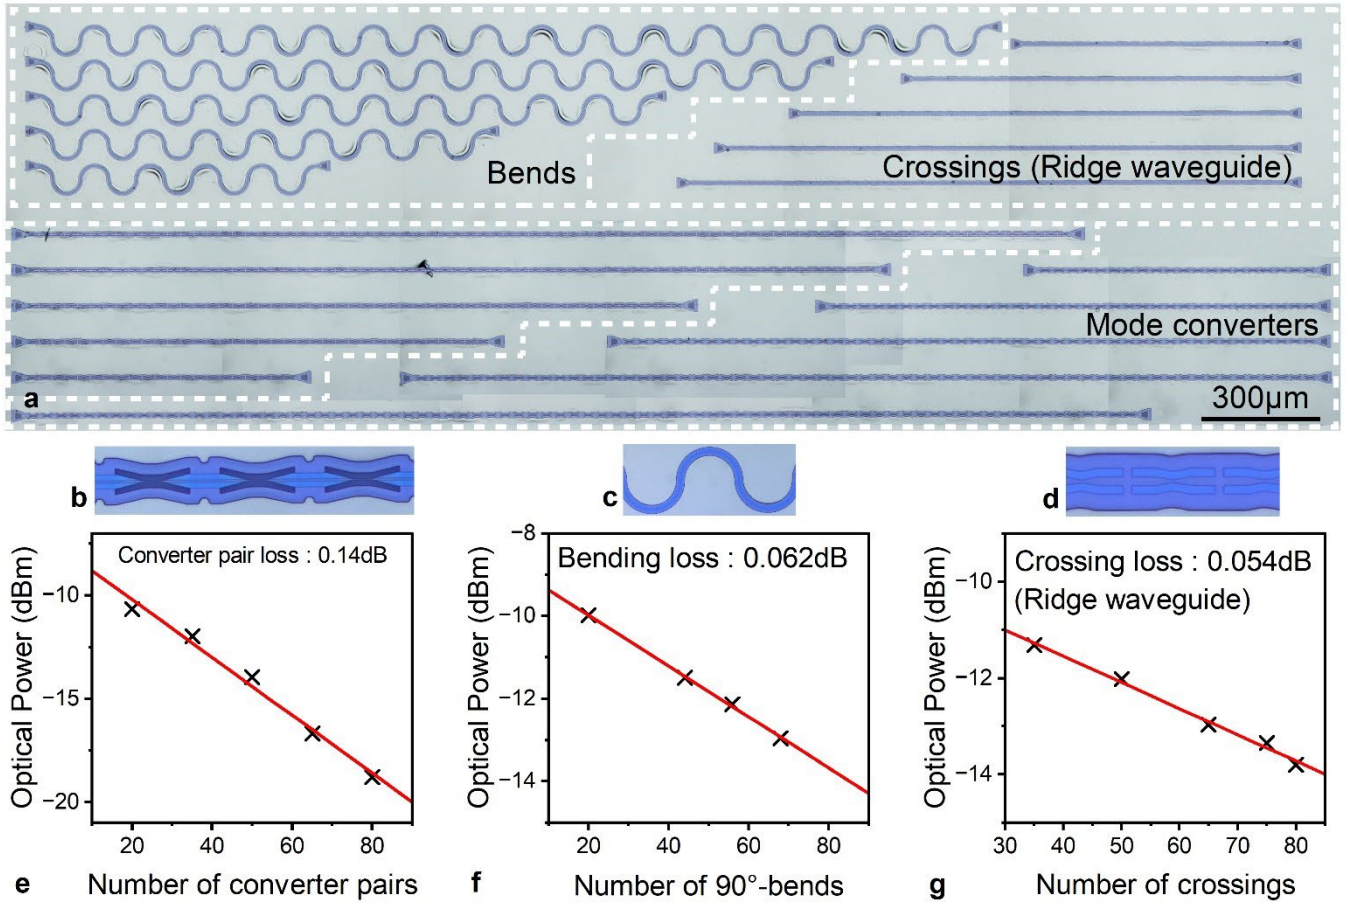 Bends
Crossings (Ridge waveguide)
Mode converters
a
300μm
b
c
d
Converter pair loss : 0.14dB
Optical Power (dBm)
−10
−15
−20
20
40
60
80
e
Number of converter pairs
Bending loss : 0.062dB
Optical Power (dBm)
−8
−10
−12
−14
20
40
60
80
f
Number of 90°-bends
Crossing loss : 0.054dB
(Ridge waveguide)
Optical Power (dBm)
−10
−12
−14
30
40
50
60
70
80
g
Number of crossings